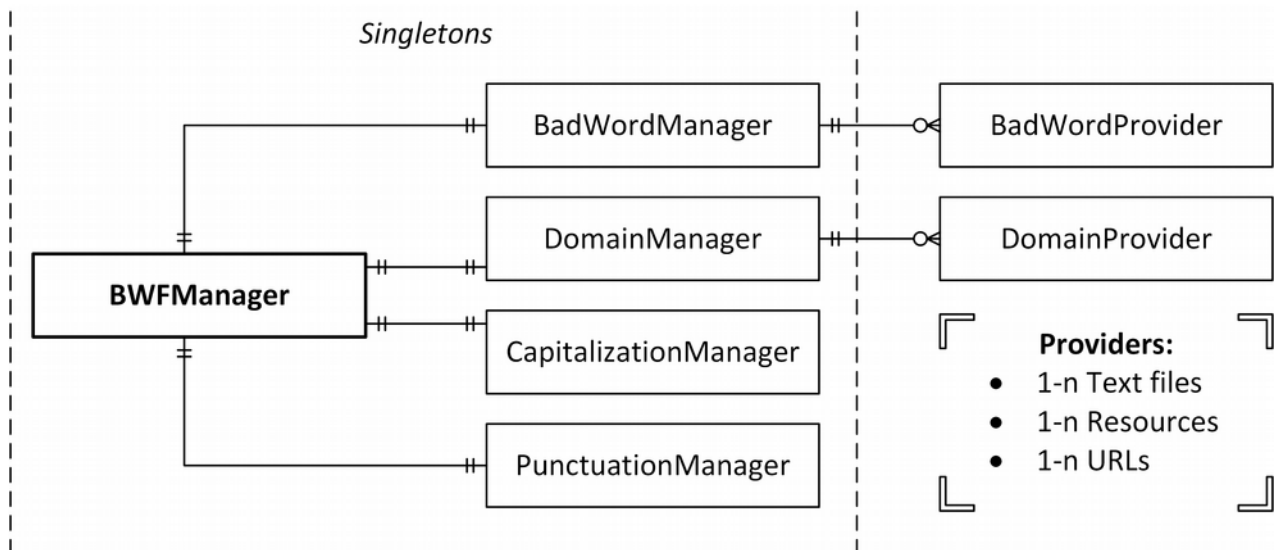 Singletons
BadWordManager
BadWordProvider
DomainManager
DomainProvider
BWFManager
CapitalizationManager
PunctuationManager
Providers:
● 1-n Text files
● 1-n Resources
● 1-n URLs